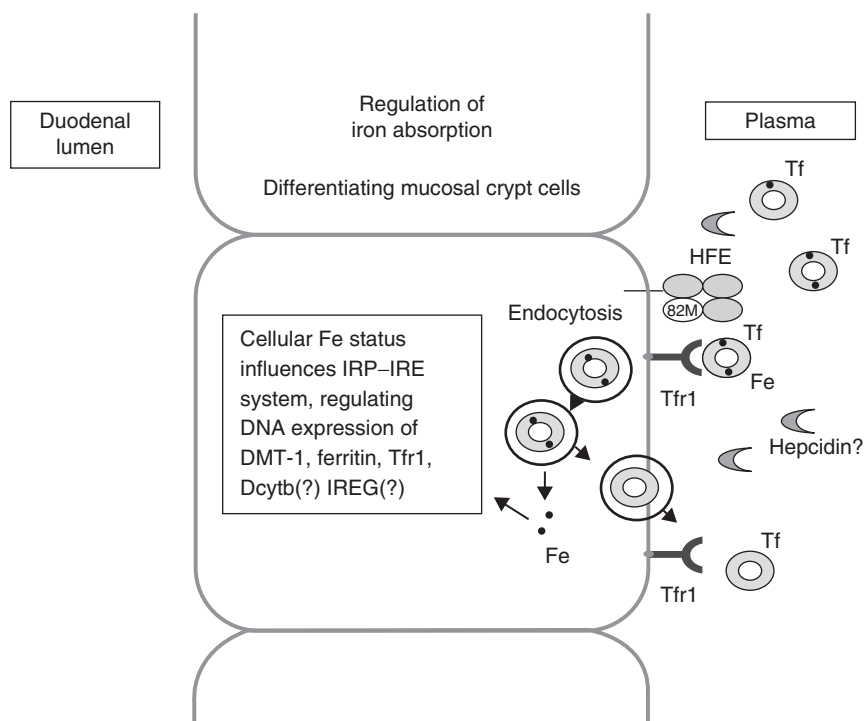 Regulation of
iron absorption
Duodenal
lumen
Plasma
Differentiating mucosal crypt cells
Tf
HFE
Tf
82M
Endocytosis
Cellular Fe status
influences IRP–IRE
system, regulating
DNA expression of
DMT-1, ferritin, Tfr1,
Dcytb(?) IREG(?)
Tf
Fe
Tfr1
Hepcidin?
Fe
Tf
Tfr1